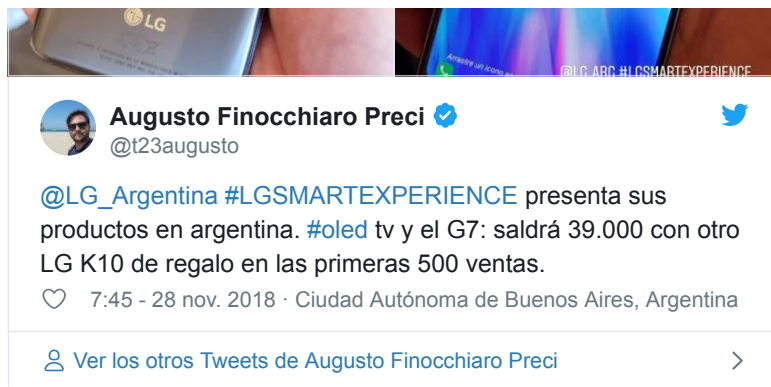 LG
Arrastre un ícono
@LG_ARG #LGSMARTEXPERIENCE
Augusto Finocchiaro Preci
@t23augusto
@LG_Argentina #LGSMARTEXPERIENCE presenta sus
productos en argentina. #oled tv y el G7: saldrá 39.000 con otro
LG K10 de regalo en las primeras 500 ventas.
7:45 - 28 nov. 2018 · Ciudad Autónoma de Buenos Aires, Argentina
Ver los otros Tweets de Augusto Finocchiaro Preci